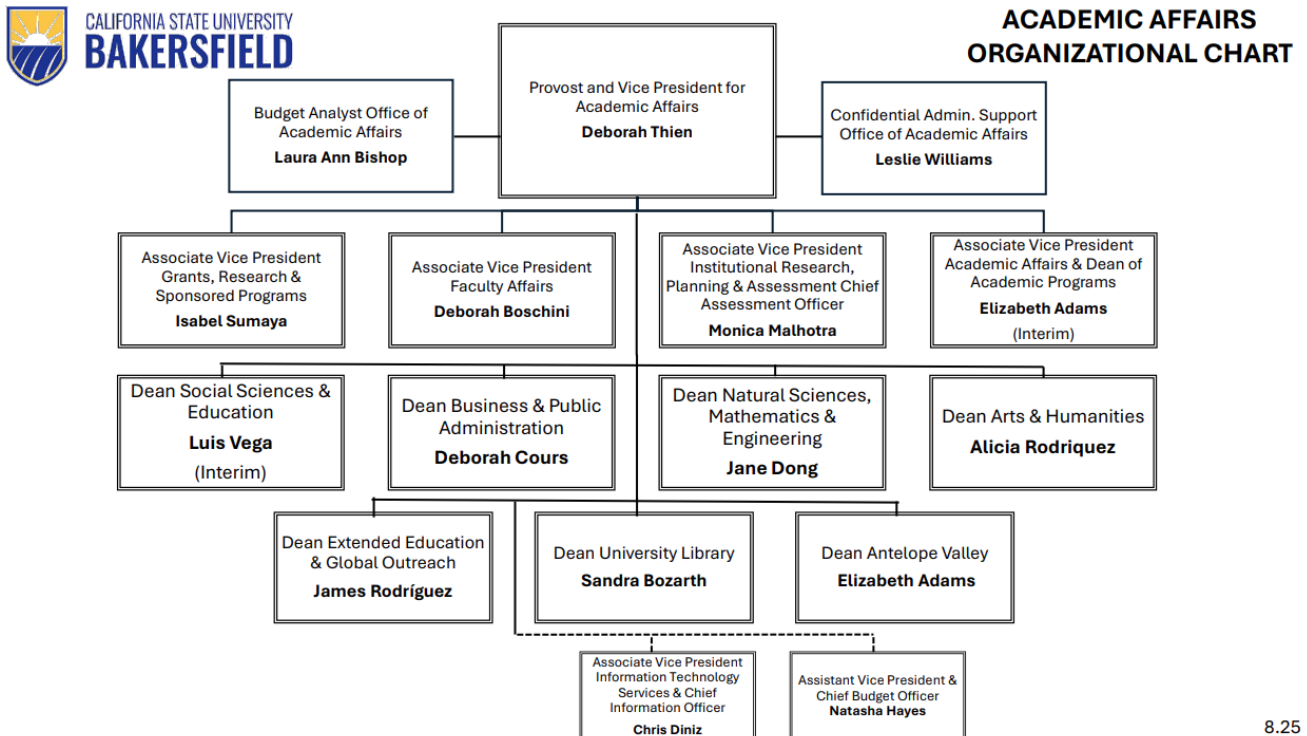 CALIFORNIA STATE UNIVERSITY
BAKERSFIELD
ACADEMIC AFFAIRS
ORGANIZATIONAL CHART
Provost and Vice President for
Academic Affairs
Deborah Thien
Budget Analyst Office of
Academic Affairs
Laura Ann Bishop
Confidential Admin. Support
Office of Academic Affairs
Leslie Williams
Associate Vice President
Grants, Research &
Sponsored Programs
Isabel Sumaya
Associate Vice President
Faculty Affairs
Deborah Boschini
Associate Vice President
Institutional Research,
Planning & Assessment Chief
Assessment Officer
Monica Malhotra
Associate Vice President
Academic Affairs & Dean of
Academic Programs
Elizabeth Adams
(Interim)
Dean Social Sciences &
Education
Luis Vega
(Interim)
Dean Business & Public
Administration
Deborah Cours
Dean Natural Sciences,
Mathematics &
Engineering
Jane Dong
Dean Arts & Humanities
Alicia Rodriquez
Dean Extended Education
& Global Outreach
James Rodríguez
Dean University Library
Sandra Bozarth
Dean Antelope Valley
Elizabeth Adams
Associate Vice President
Information Technology
Services & Chief
Information Officer
Chris Diniz
Assistant Vice President &
Chief Budget Officer
Natasha Hayes
8.25